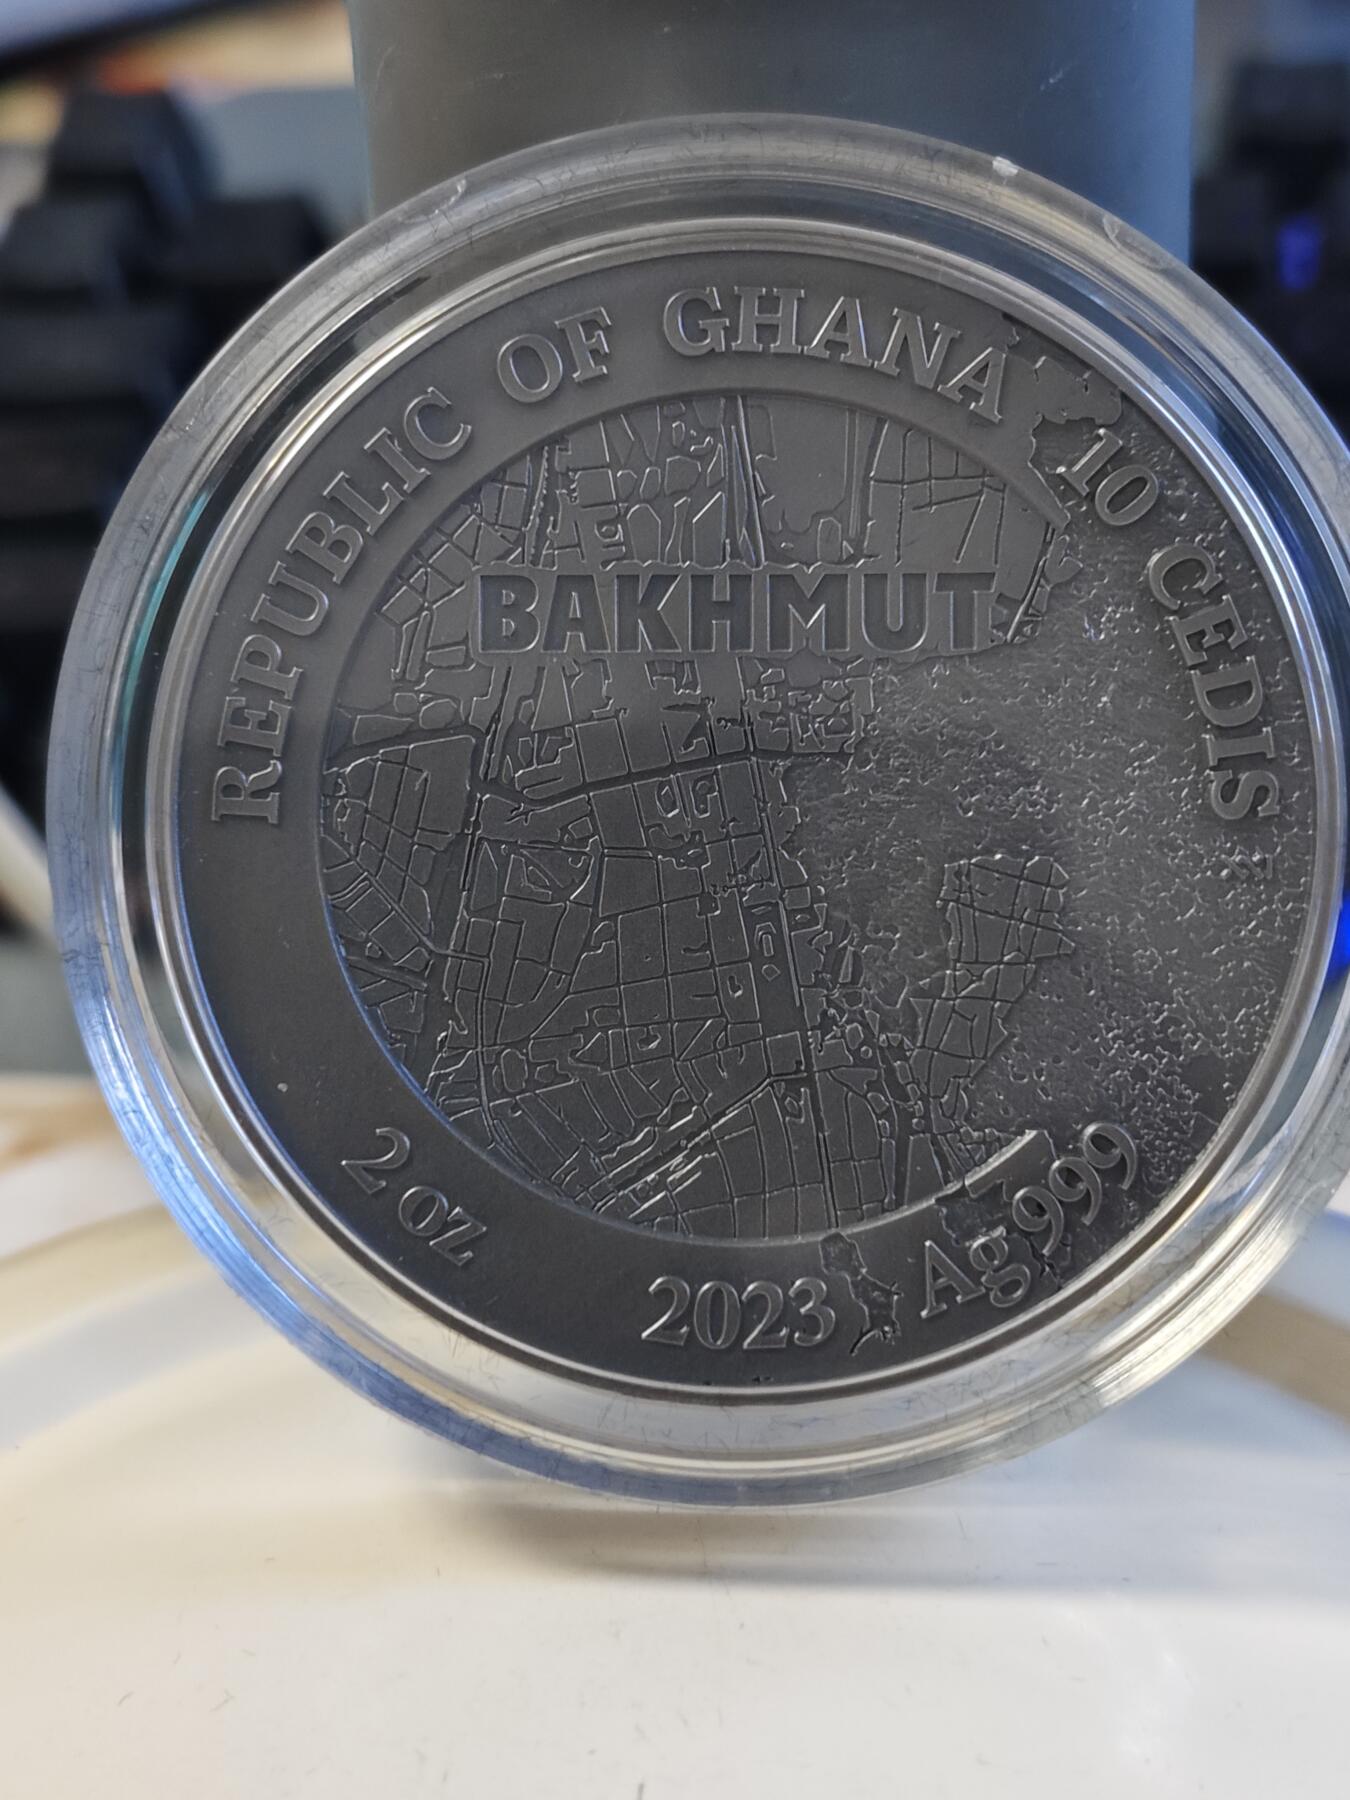 REPUBLIC OF GHANA 10 CEDIS
BAKHMUT
2 OZ 2023 Ag999